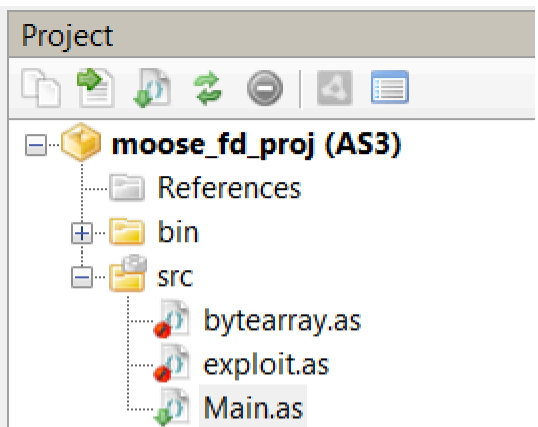 Project
moose_fd_proj (AS3)
References
bin
src
bytearray.as
exploit.as
Main.as